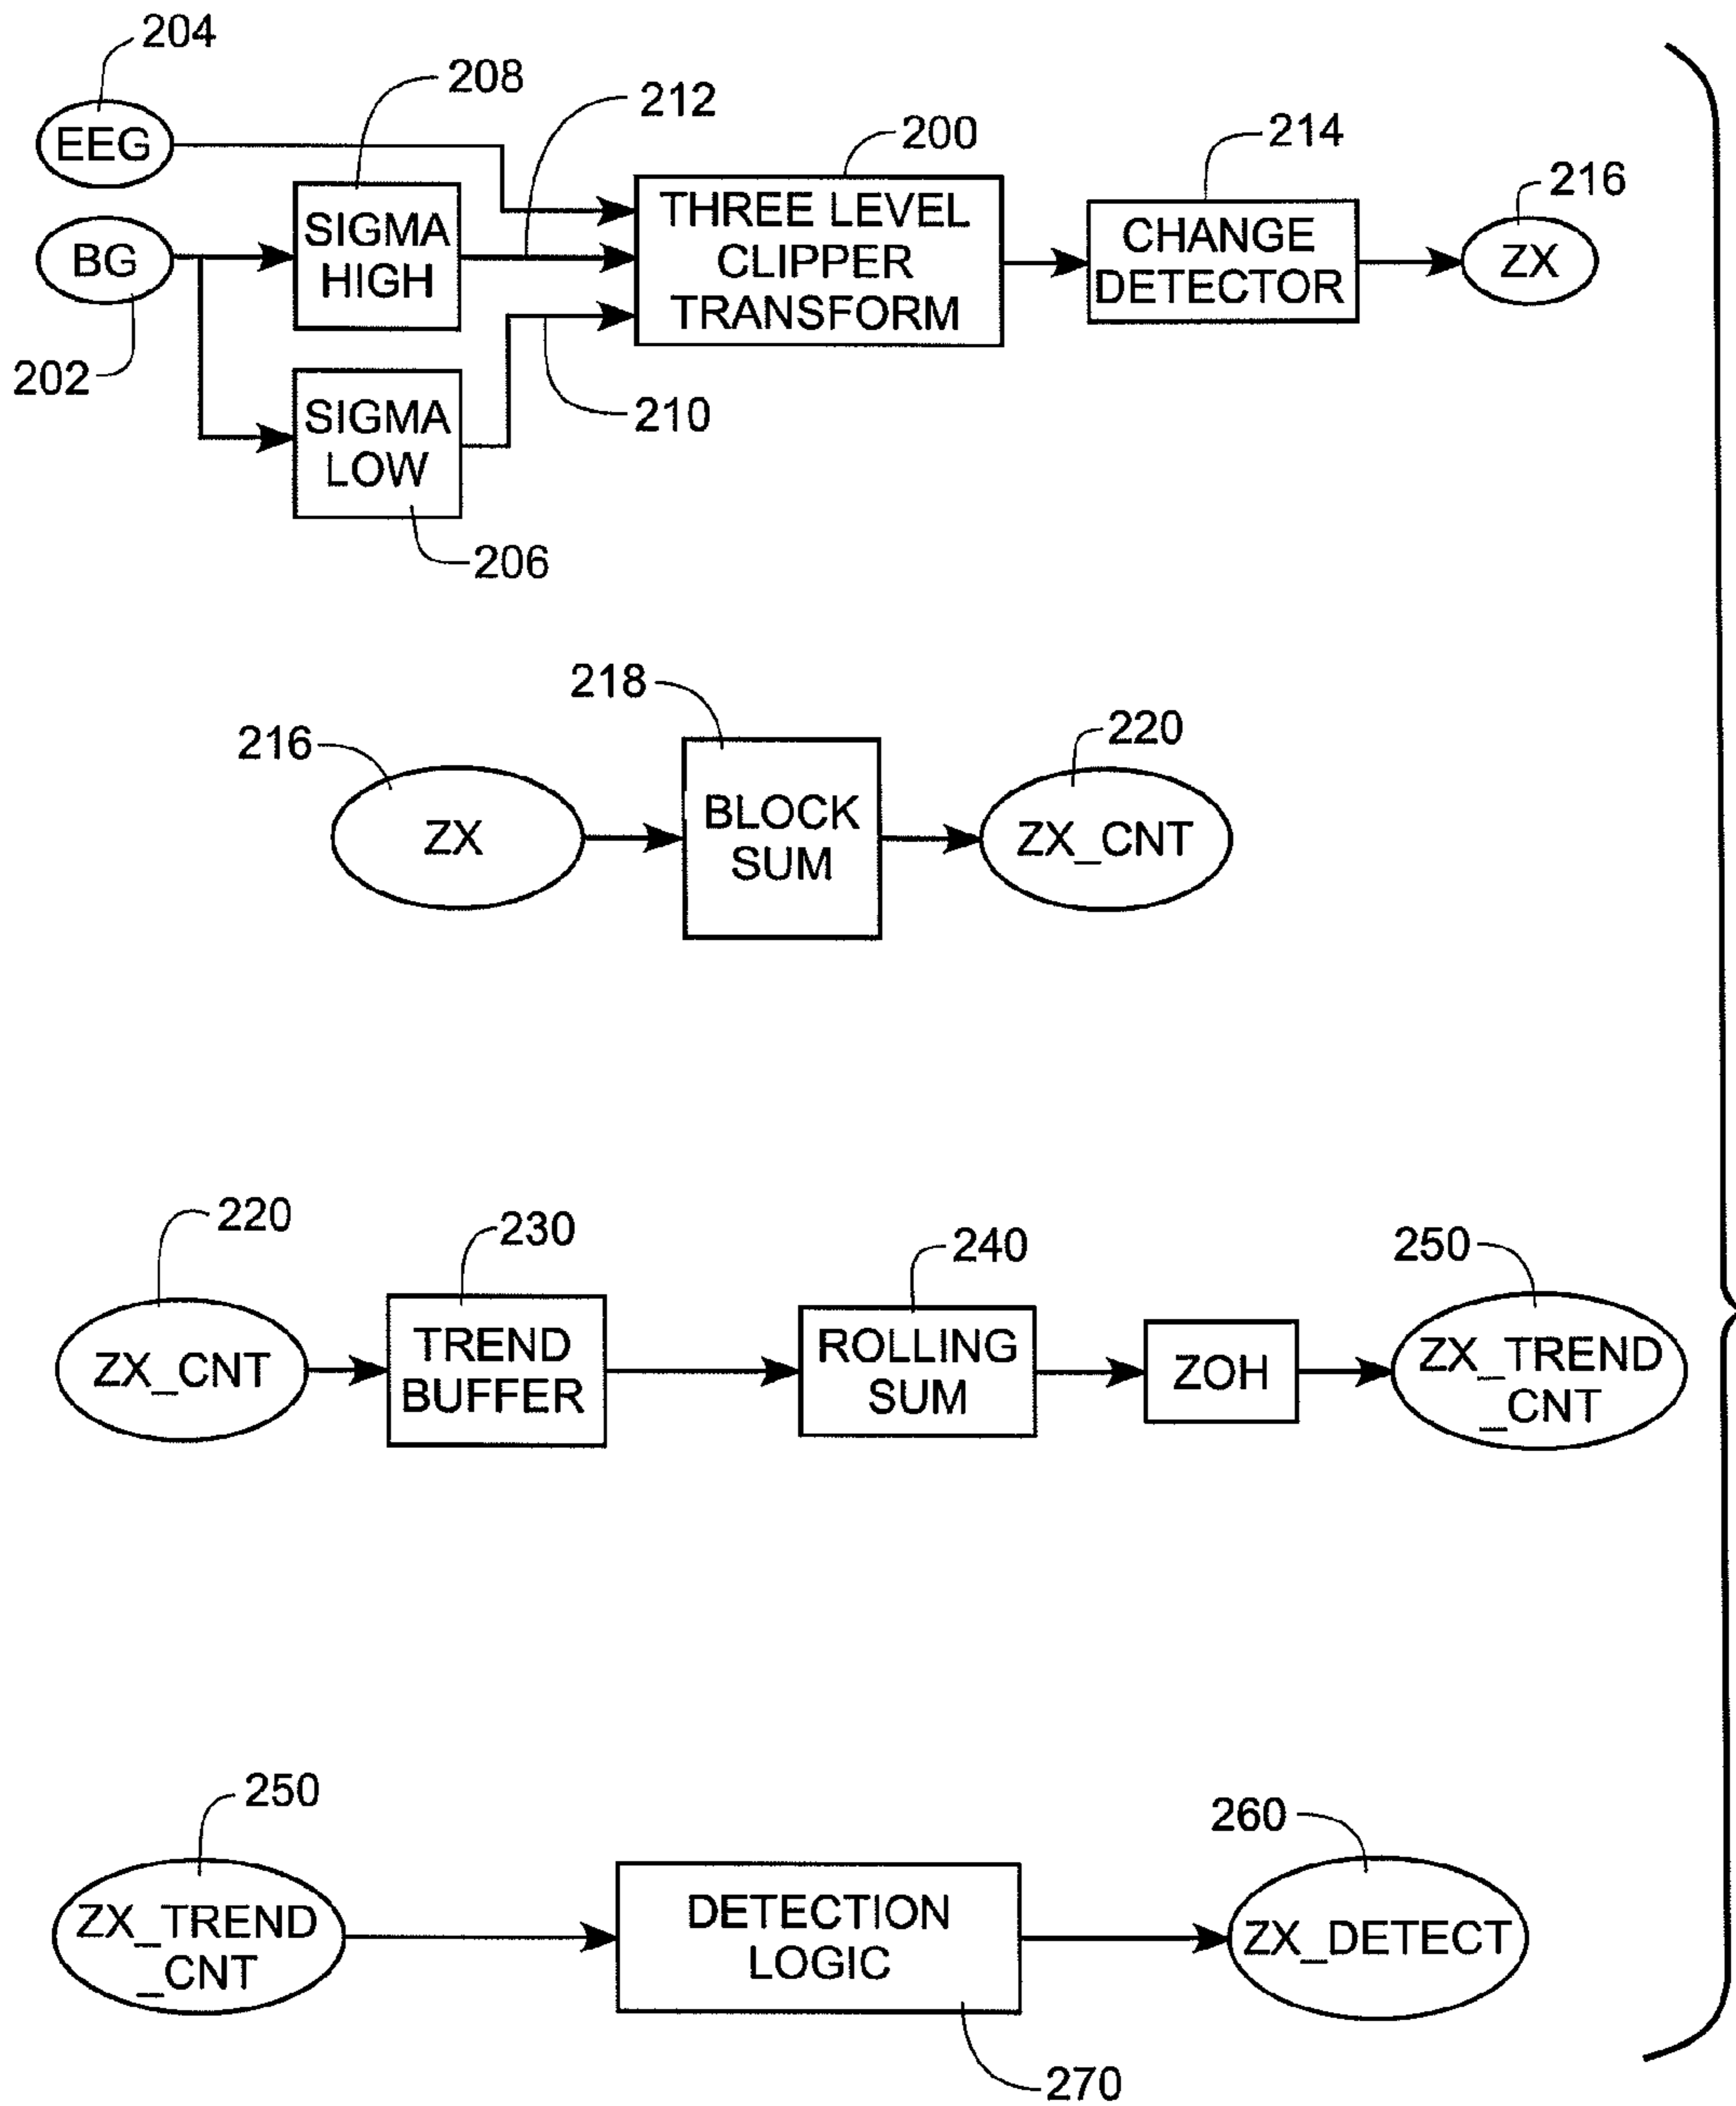 204
208
212
200
214
216
EEG
BG
SIGMA
HIGH
THREE LEVEL
CLIPPER
TRANSFORM
CHANGE
DETECTOR
ZX
202
SIGMA
LOW
210
206
218
216
220
ZX
BLOCK
SUM
ZX_CNT
220
230
240
250
ZX_CNT
TREND
BUFFER
ROLLING
SUM
ZOH
ZX_TREND
_CNT
250
260
ZX_TREND
_CNT
DETECTION
LOGIC
ZX_DETECT
270